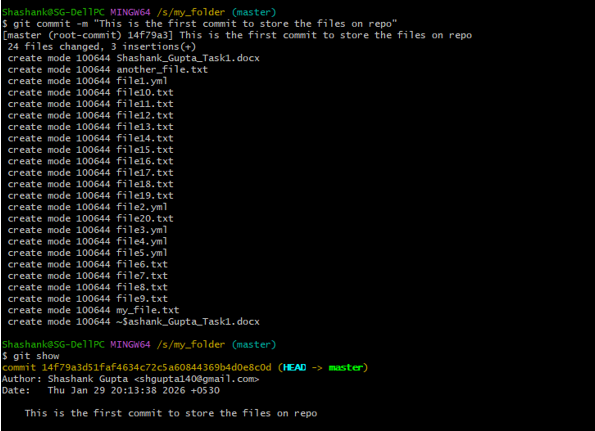 Shashank@SG-DellPC MINGW64 /s/my_folder (master)
$ git commit -m "This is the first commit to store the files on repo"
[master (root-commit) 14f79a3] This is the first commit to store the files on repo
 24 files changed, 3 insertions(+)
 create mode 100644 Shashank_Gupta_Task1.docx
 create mode 100644 another_file.txt
 create mode 100644 file1.yml
 create mode 100644 file10.txt
 create mode 100644 file11.txt
 create mode 100644 file12.txt
 create mode 100644 file13.txt
 create mode 100644 file14.txt
 create mode 100644 file15.txt
 create mode 100644 file16.txt
 create mode 100644 file17.txt
 create mode 100644 file18.txt
 create mode 100644 file19.txt
 create mode 100644 file2.yml
 create mode 100644 file20.txt
 create mode 100644 file3.yml
 create mode 100644 file4.yml
 create mode 100644 file5.yml
 create mode 100644 file6.txt
 create mode 100644 file7.txt
 create mode 100644 file8.txt
 create mode 100644 file9.txt
 create mode 100644 my_file.txt
 create mode 100644 ~$ashank_Gupta_Task1.docx
Shashank@SG-DellPC MINGW64 /s/my_folder (master)
$ git show
commit 14f79a3d51faf4634c72c5a60844369b4d0e8c0d (HEAD -> master)
Author: Shashank Gupta <shgupta140@gmail.com>
Date:   Thu Jan 29 20:13:38 2026 +0530
    This is the first commit to store the files on repo